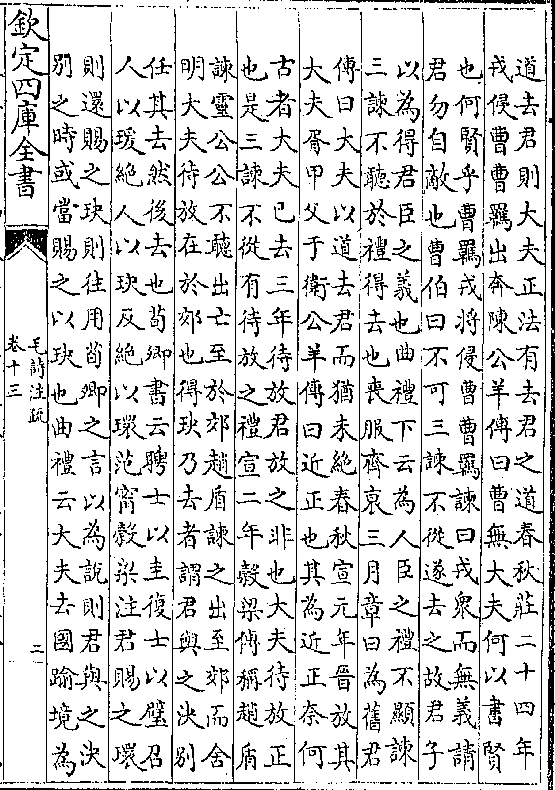 道去君則大夫正法有去君之道春秋莊二十四年
戎侵曹曹羈出奔陳公羊傳曰曹無大夫何以書賢
也何賢乎曹羈戎將侵曹曹羈諫曰戎衆而無義請
君勿自敵也曹伯曰不可三諫不從遂去之故君子
以為得君臣之義也曲禮下云為人臣之禮不顯諫
三諫不聽於禮得去也喪服齊衰三月章曰為舊君
傳曰大夫以道去君而猶未絶春秋宣元年晉放其
大夫胥甲父于衛公羊傳曰近正也其為近正奈何
古者大夫已去三年待放君放之非也大夫待放正
也是三諫不從有待放之禮宣二年榖梁傳稱趙盾
諫靈公公不聽出亡至於郊趙盾諫之出至郊而舍
明大夫待放在於郊也得玦乃去者謂君與之決别
任其去然後去也荀卿書云聘士以圭復士以璧召
人以瑗絶人以玦反絶以環范甯榖梁注君賜之環
則還賜之玦則往用荀卿之言以為說則君與之決
别之時或當賜之以玦也曲禮云大夫去國踰境為
欽定四庫全書
毛詩注疏
卷十三
三